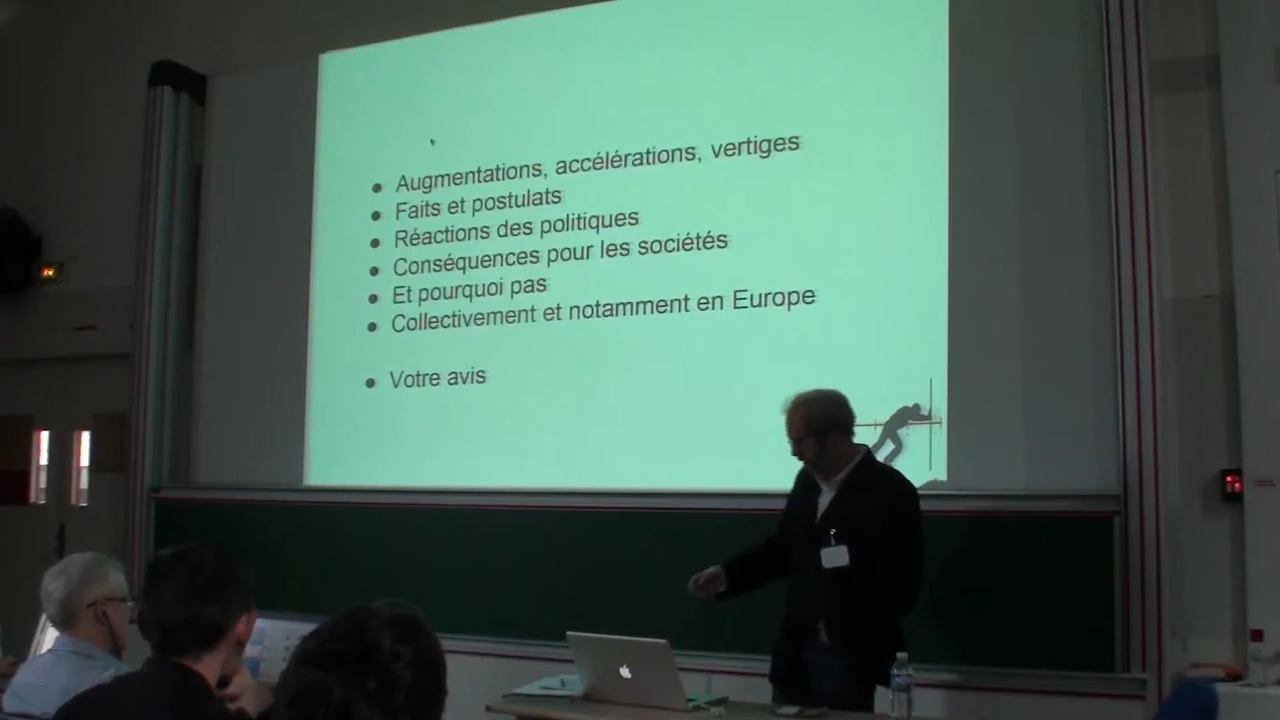 Augmentations, accélérations, vertiges
Faits et postulats
Réactions des politiques
Conséquences pour les sociétés
Et pourquoi pas
Collectivement et notamment en Europe
Votre avis